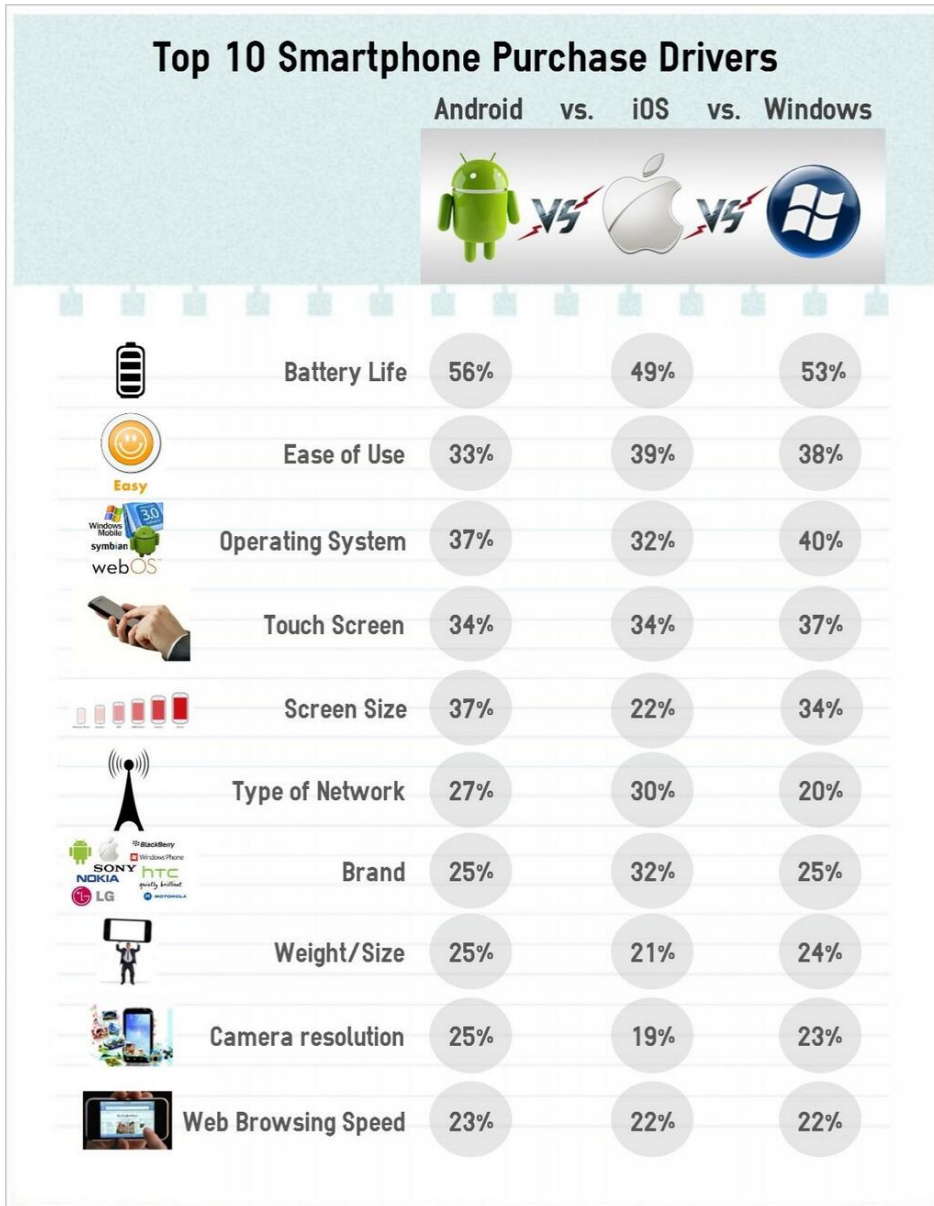 Top 10 Smartphone Purchase Drivers
Android vs. iOS vs. Windows
VS VS
Battery Life 56% 49% 53%
Ease of Use 33% 39% 38%
Easy
Windows Mobile 3.0
symbian
webOS
Operating System 37% 32% 40%
Touch Screen 34% 34% 37%
Screen Size 37% 22% 34%
Type of Network 27% 30% 20%
BlackBerry
Windows Phone
SONY
NOKIA hTC
quietly brilliant
LG MOTOROLA
Brand 25% 32% 25%
Weight/Size 25% 21% 24%
Camera resolution 25% 19% 23%
Web Browsing Speed 23% 22% 22%